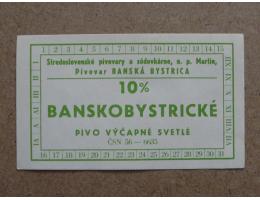 1 2 3 4 5 6 7 8 9 10 11 12 13 14 15
Stredoslovenské pivovary a sódovkárne, n. p. Martin,
Pivovar BANSKÁ BYSTRICA
10%
BANSKOBYSTRICKÉ
PIVO VÝČAPNÉ SVETLÉ
ČSN 56 — 6635
16 17 18 19 20 21 22 23 24 25 26 27 28 29 30 31